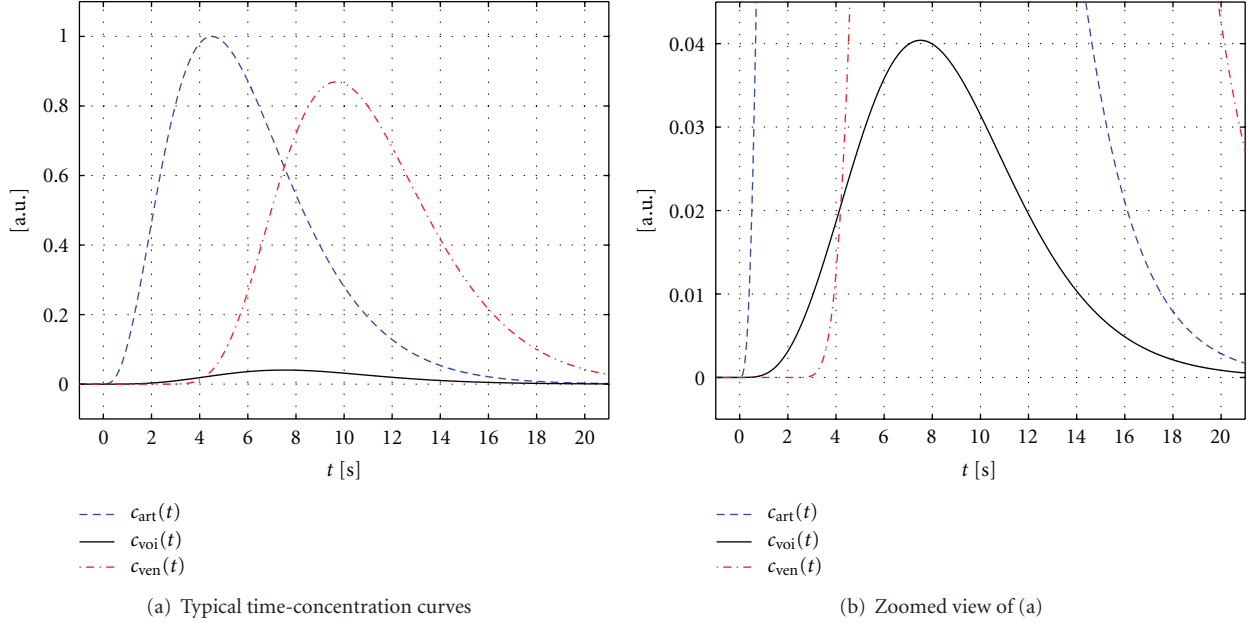 1
0.8
0.6
0.4
0.2
0
[a.u.]
0 2 4 6 8 10 12 14 16 18 20
t [s]
c_art(t)
c_voi(t)
c_ven(t)
(a) Typical time-concentration curves
0.04
0.03
0.02
0.01
0
[a.u.]
0 2 4 6 8 10 12 14 16 18 20
t [s]
c_art(t)
c_voi(t)
c_ven(t)
(b) Zoomed view of (a)